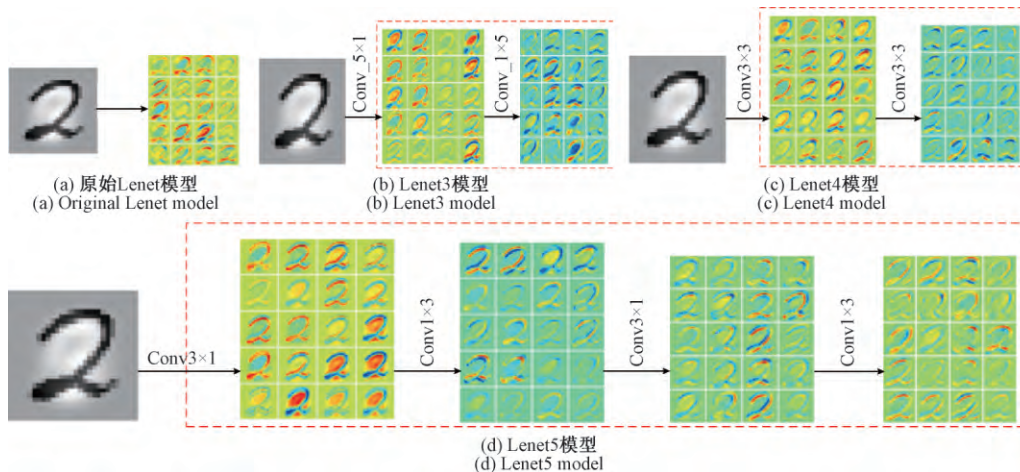 Conv_5×1
Conv_1×5
Conv3×3
Conv3×3
(a) 原始Lenet模型
(a) Original Lenet model
(b) Lenet3模型
(b) Lenet3 model
(c) Lenet4模型
(c) Lenet4 model
Conv3×1
Conv1×3
Conv3×1
Conv1×3
(d) Lenet5模型
(d) Lenet5 model